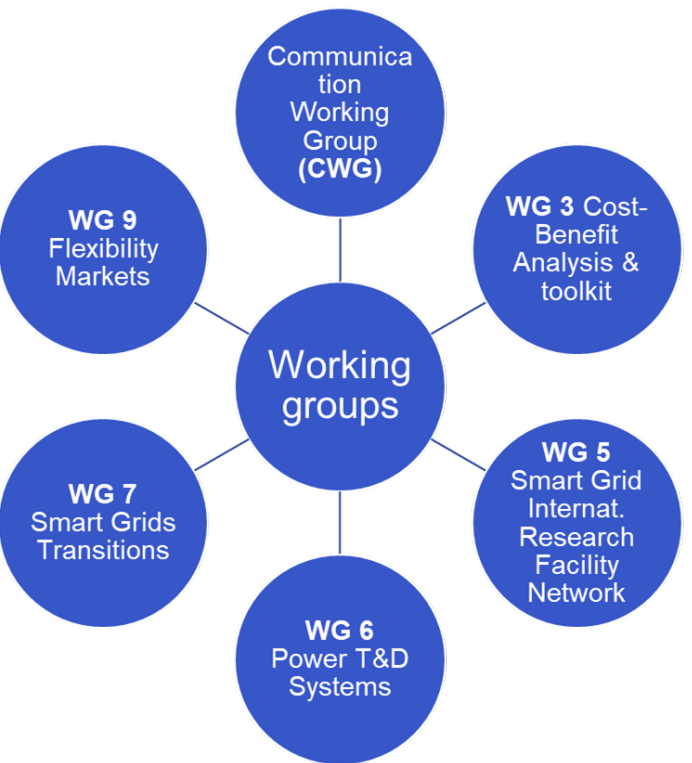 Communica
tion
Working
Group
(CWG)
WG 3 Cost-
Benefit
Analysis &
toolkit
WG 5
Smart Grid
Internat.
Research
Facility
Network
WG 6
Power T&D
Systems
WG 7
Smart Grids
Transitions
WG 9
Flexibility
Markets
Working
groups